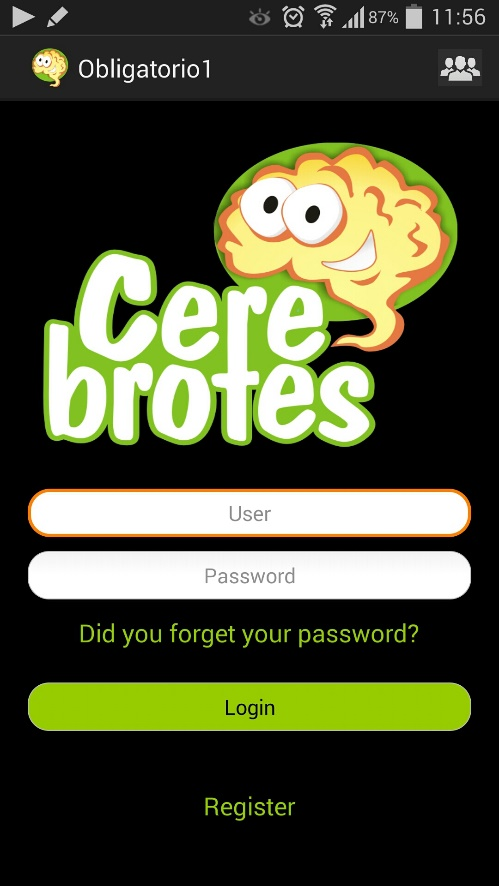 87% 11:56
Obligatorio1
Cere
brotes
User
Password
Did you forget your password?
Login
Register